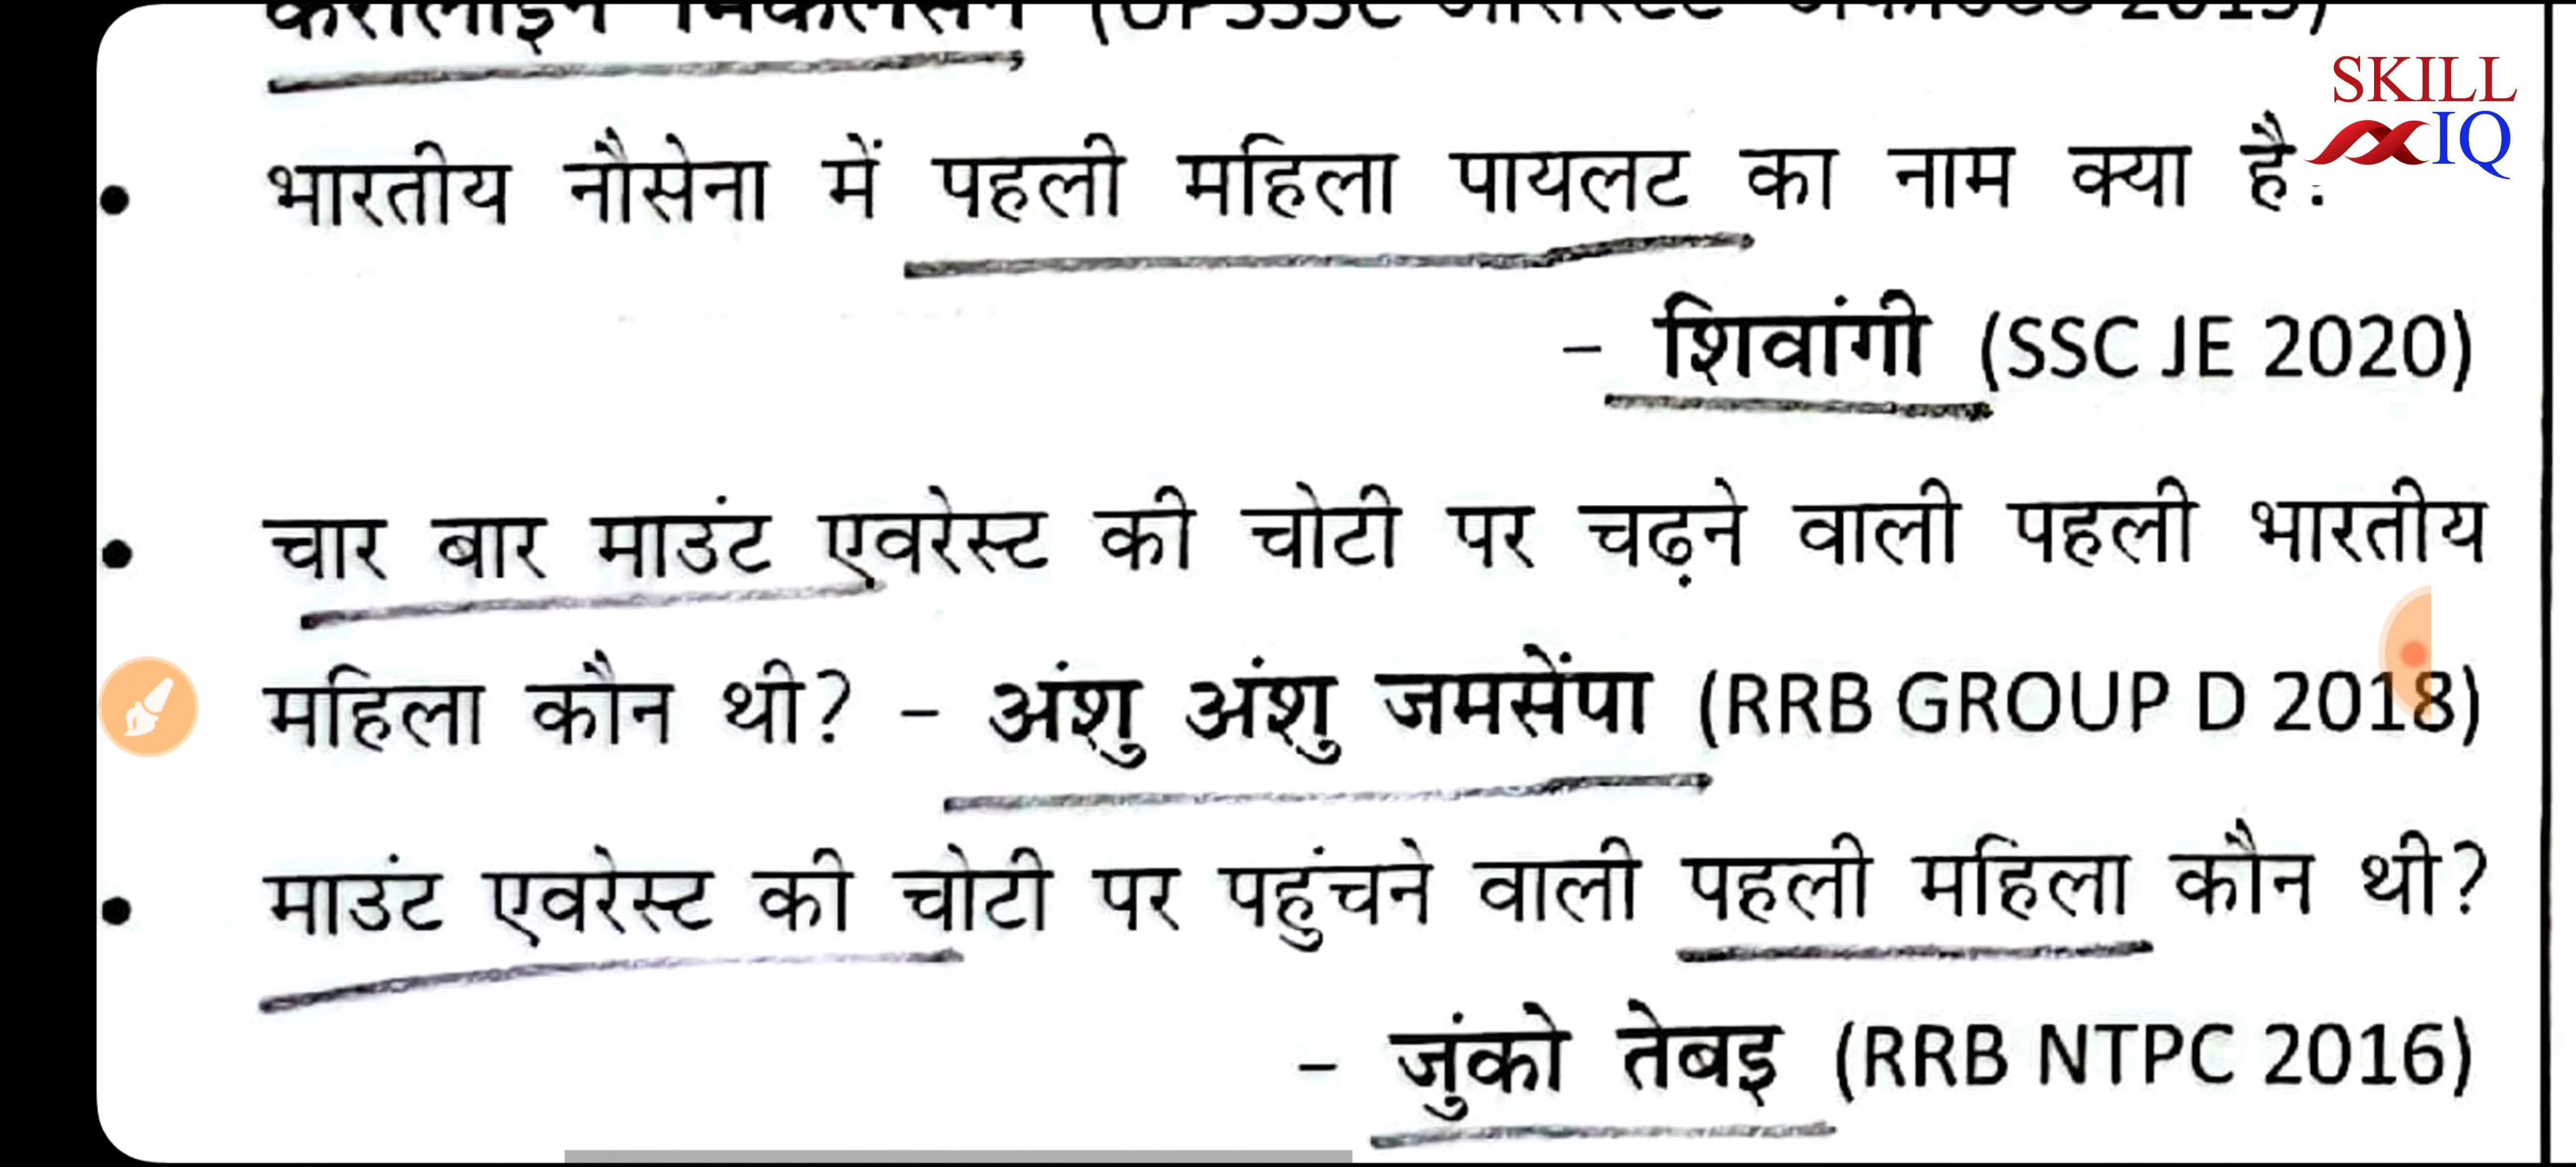 SKILL
IQ
भारतीय नौसेना में पहली महिला पायलट का नाम क्या है
– शिवांगी (SSC JE 2020)
चार बार माउंट एवरेस्ट की चोटी पर चढ़ने वाली पहली भारतीय
महिला कौन थी? – अंशु अंशु जमसेंपा (RRB GROUP D 2018)
माउंट एवरेस्ट की चोटी पर पहुंचने वाली पहली महिला कौन थी?
– जुंको तेबइ (RRB NTPC 2016)